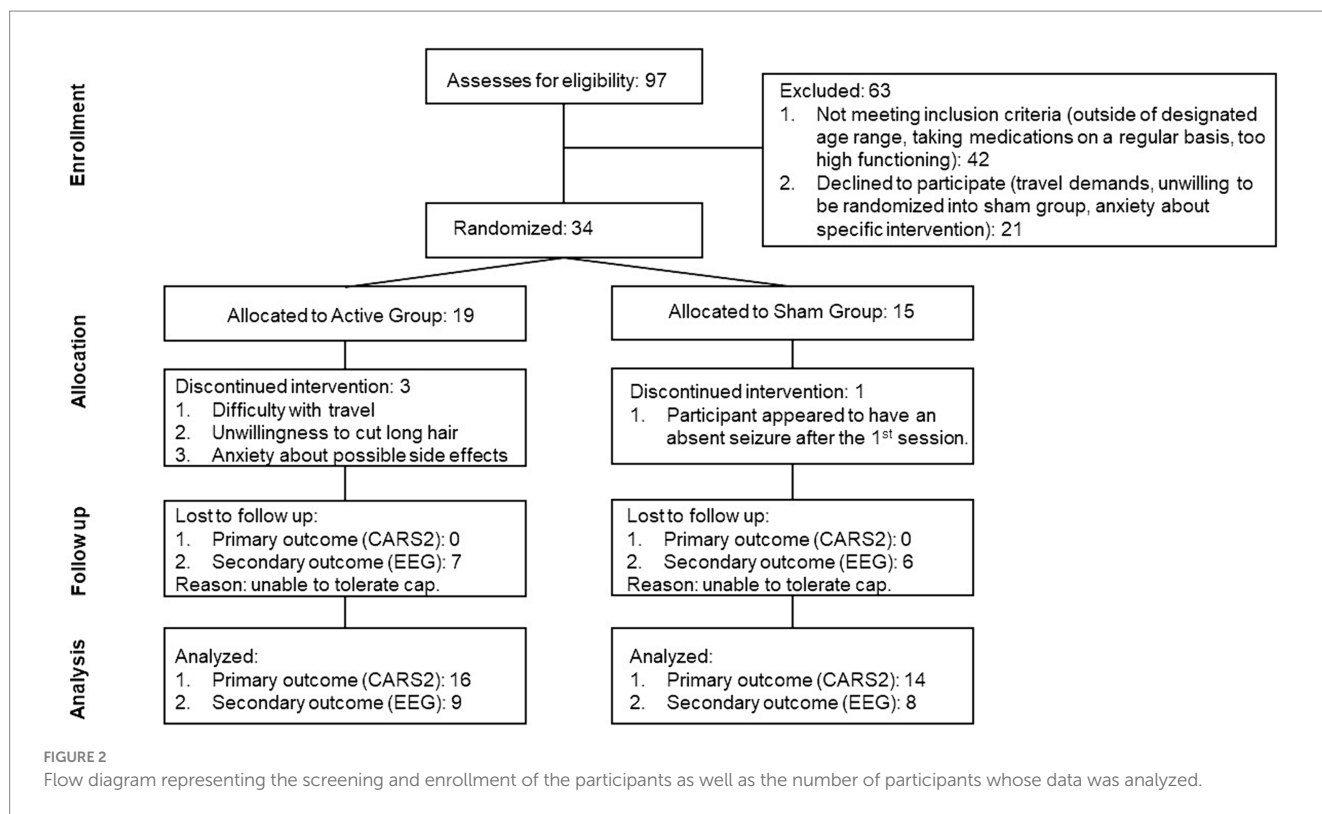 Enrollment
Assesses for eligibility: 97
Excluded: 63
1. Not meeting inclusion criteria (outside of designated
age range, taking medications on a regular basis, too
high functioning): 42
2. Declined to participate (travel demands, unwilling to
be randomized into sham group, anxiety about
specific intervention): 21
Randomized: 34
Allocation
Allocated to Active Group: 19
Allocated to Sham Group: 15
Discontinued intervention: 3
1. Difficulty with travel
2. Unwillingness to cut long hair
3. Anxiety about possible side effects
Discontinued intervention: 1
1. Participant appeared to have an
absent seizure after the 1st session.
Follow up
Lost to follow up:
1. Primary outcome (CARS2): 0
2. Secondary outcome (EEG): 7
Reason: unable to tolerate cap.
Lost to follow up:
1. Primary outcome (CARS2): 0
2. Secondary outcome (EEG): 6
Reason: unable to tolerate cap.
Analysis
Analyzed:
1. Primary outcome (CARS2): 16
2. Secondary outcome (EEG): 9
Analyzed:
1. Primary outcome (CARS2): 14
2. Secondary outcome (EEG): 8
FIGURE 2
Flow diagram representing the screening and enrollment of the participants as well as the number of participants whose data was analyzed.